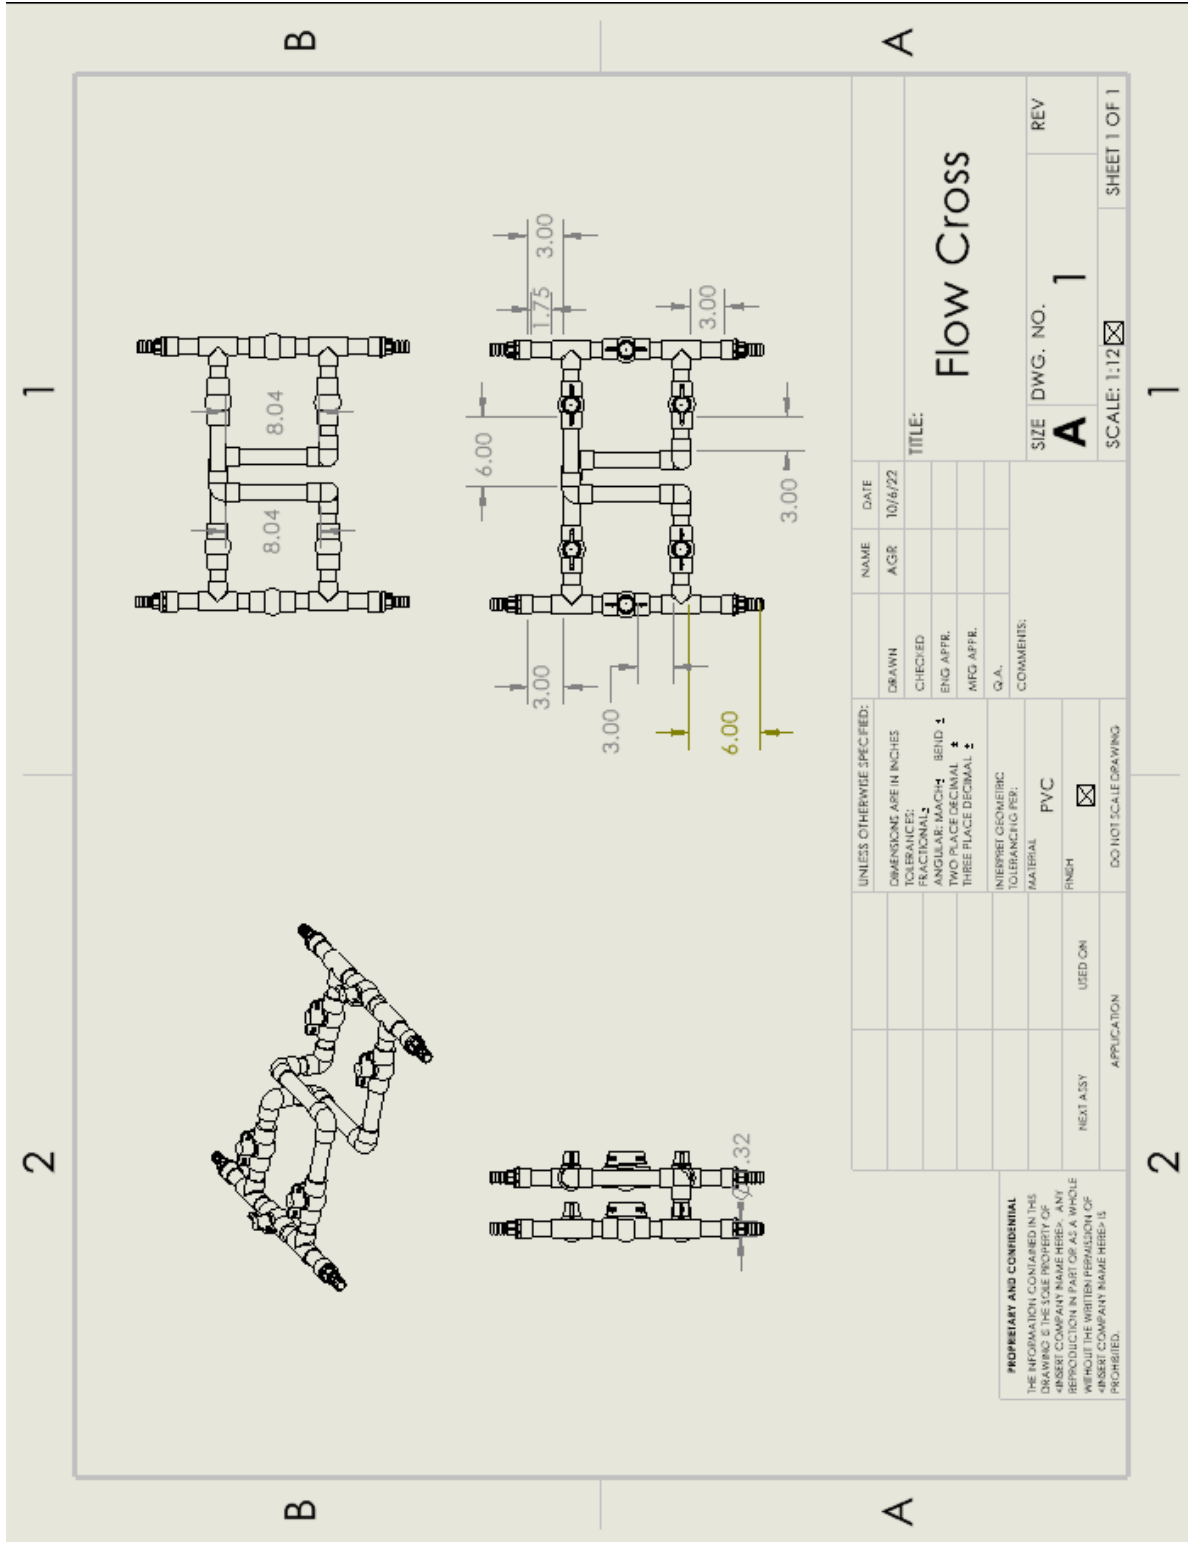 2
1
B
B
A
A
2
1
8.04
8.04
3.00
1.75
6.00
3.00
3.00
3.00
3.00
6.00
.32
PROPRIETARY AND CONFIDENTIAL
THE INFORMATION CONTAINED IN THIS
DRAWING IS THE SOLE PROPERTY OF
<INSERT COMPANY NAME HERE>. ANY
REPRODUCTION IN PART OR AS A WHOLE
WITHOUT THE WRITTEN PERMISSION OF
<INSERT COMPANY NAME HERE> IS
PROHIBITED.
NEXT ASSY
USED ON
APPLICATION
UNLESS OTHERWISE SPECIFIED:
DIMENSIONS ARE IN INCHES
TOLERANCES:
FRACTIONAL±
ANGULAR: MACH± BEND ±
TWO PLACE DECIMAL ±
THREE PLACE DECIMAL ±
INTERPRET GEOMETRIC
TOLERANCING PER:
MATERIAL
PVC
FINISH
DO NOT SCALE DRAWING
NAME
DATE
DRAWN
AGR
10/6/22
CHECKED
ENG APPR.
MFG APPR.
Q.A.
COMMENTS:
TITLE:
Flow Cross
SIZE
A
DWG. NO.
1
REV
SCALE: 1:12
SHEET 1 OF 1